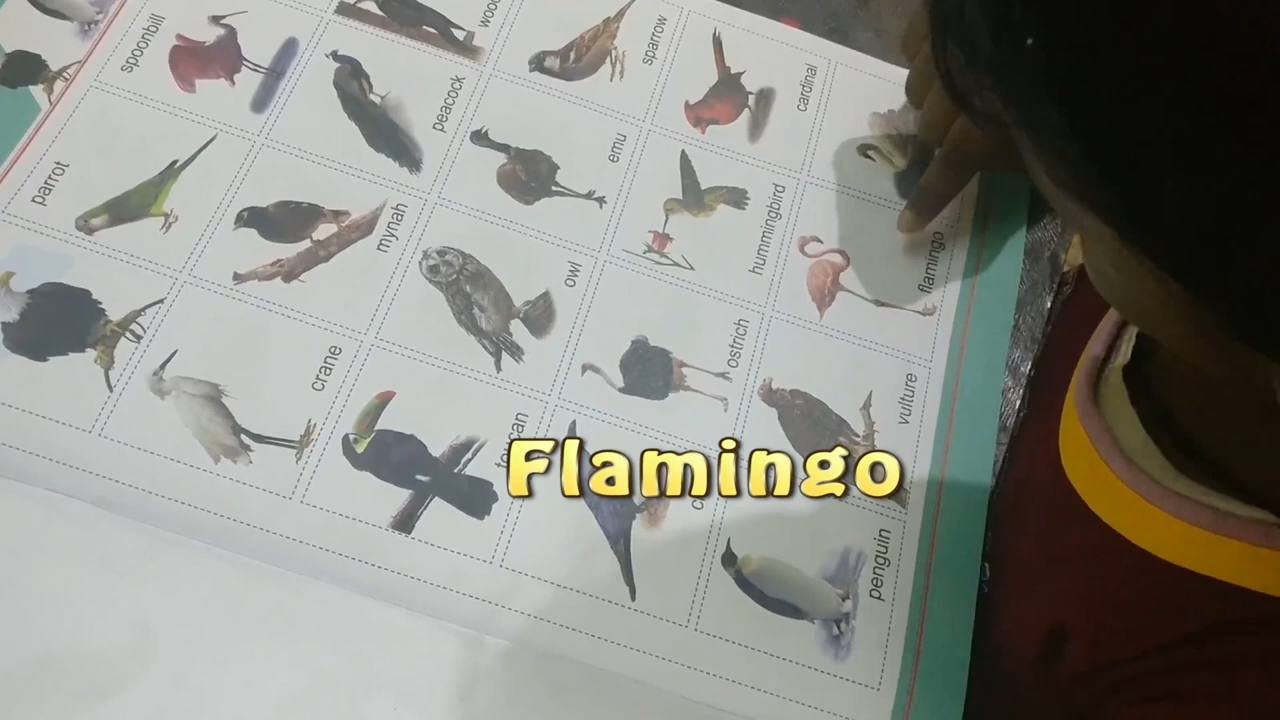 spoonbill
peacock
sparrow
cardinal
parrot
mynah
emu
hummingbird
flamingo
crane
owl
ostrich
vulture
penguin
Flamingo